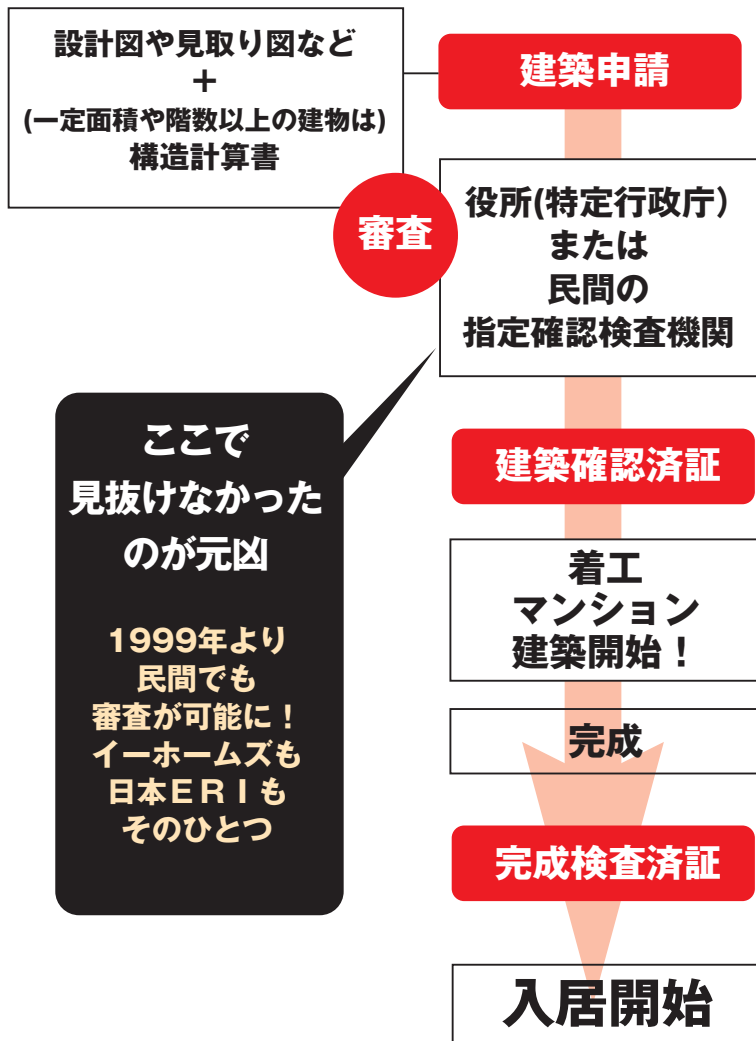 設計図や見取り図など
+
(一定面積や階数以上の建物は)
構造計算書
建築申請
審査
役所(特定行政庁)
または
民間の
指定確認検査機関
ここで
見抜けなかった
のが元凶
1999年より
民間でも
審査が可能に！
イーホームズも
日本ERIも
そのひとつ
建築確認済証
着工
マンション
建築開始！
完成
完成検査済証
入居開始